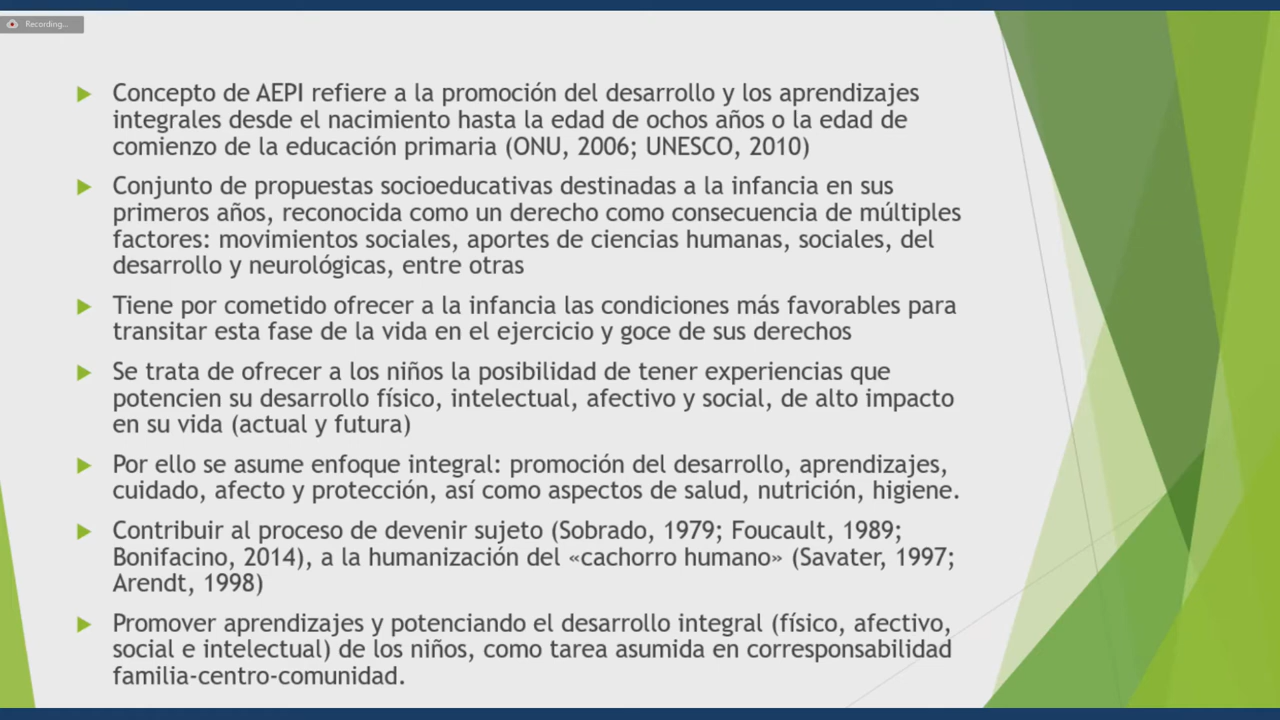 Recording...
Concepto de AEPI refiere a la promoción del desarrollo y los aprendizajes
integrales desde el nacimiento hasta la edad de ochos años o la edad de
comienzo de la educación primaria (ONU, 2006; UNESCO, 2010)
Conjunto de propuestas socioeducativas destinadas a la infancia en sus
primeros años, reconocida como un derecho como consecuencia de múltiples
factores: movimientos sociales, aportes de ciencias humanas, sociales, del
desarrollo y neurológicas, entre otras
Tiene por cometido ofrecer a la infancia las condiciones más favorables para
transitar esta fase de la vida en el ejercicio y goce de sus derechos
Se trata de ofrecer a los niños la posibilidad de tener experiencias que
potencien su desarrollo físico, intelectual, afectivo y social, de alto impacto
en su vida (actual y futura)
Por ello se asume enfoque integral: promoción del desarrollo, aprendizajes,
cuidado, afecto y protección, así como aspectos de salud, nutrición, higiene.
Contribuir al proceso de devenir sujeto (Sobrado, 1979; Foucault, 1989;
Bonifacino, 2014), a la humanización del «cachorro humano» (Savater, 1997;
Arendt, 1998)
Promover aprendizajes y potenciando el desarrollo integral (físico, afectivo,
social e intelectual) de los niños, como tarea asumida en corresponsabilidad
familia-centro-comunidad.